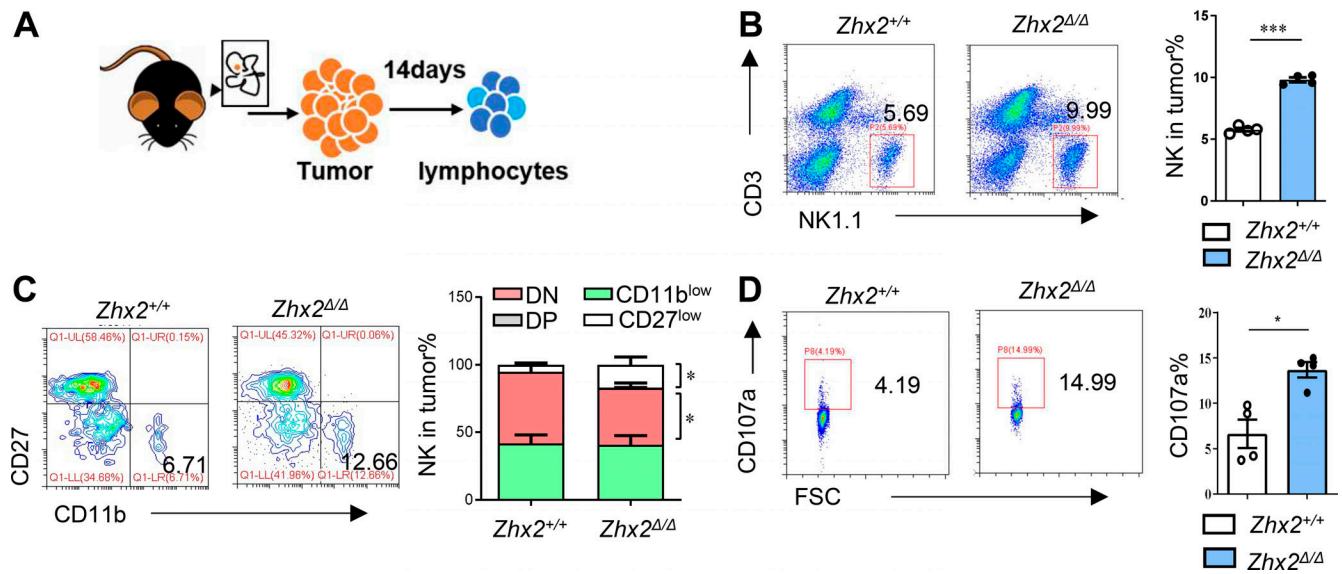 A
14days
Tumor
lymphocytes
B
Zhx2+/+
Zhx2Δ/Δ
5.69
P2(5.69%)
9.99
P2(9.99%)
CD3
NK1.1
NK in tumor%
15
10
5
0
***
Zhx2+/+
Zhx2Δ/Δ
C
Zhx2+/+
Zhx2Δ/Δ
Q1-UL(58.46%)
Q1-UR(0.15%)
Q1-UL(45.32%)
Q1-UR(0.06%)
6.71
12.66
Q1-LL(34.68%)
Q1-LR(6.71%)
Q1-LL(41.96%)
Q1-LR(12.66%)
CD27
CD11b
NK in tumor%
150
100
50
0
DN
CD11blow
DP
CD27low
*
*
Zhx2+/+
Zhx2Δ/Δ
D
Zhx2+/+
Zhx2Δ/Δ
P8(4.19%)
4.19
P8(14.99%)
14.99
CD107a
FSC
CD107a%
20
15
10
5
0
*
Zhx2+/+
Zhx2Δ/Δ